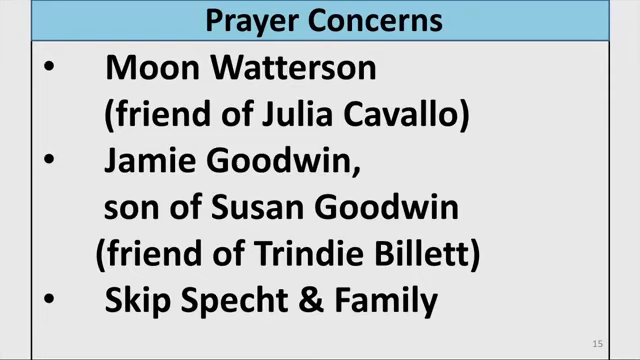 Prayer Concerns
• Moon Watterson
(friend of Julia Cavallo)
• Jamie Goodwin,
son of Susan Goodwin
(friend of Trindie Billett)
• Skip Specht & Family
15